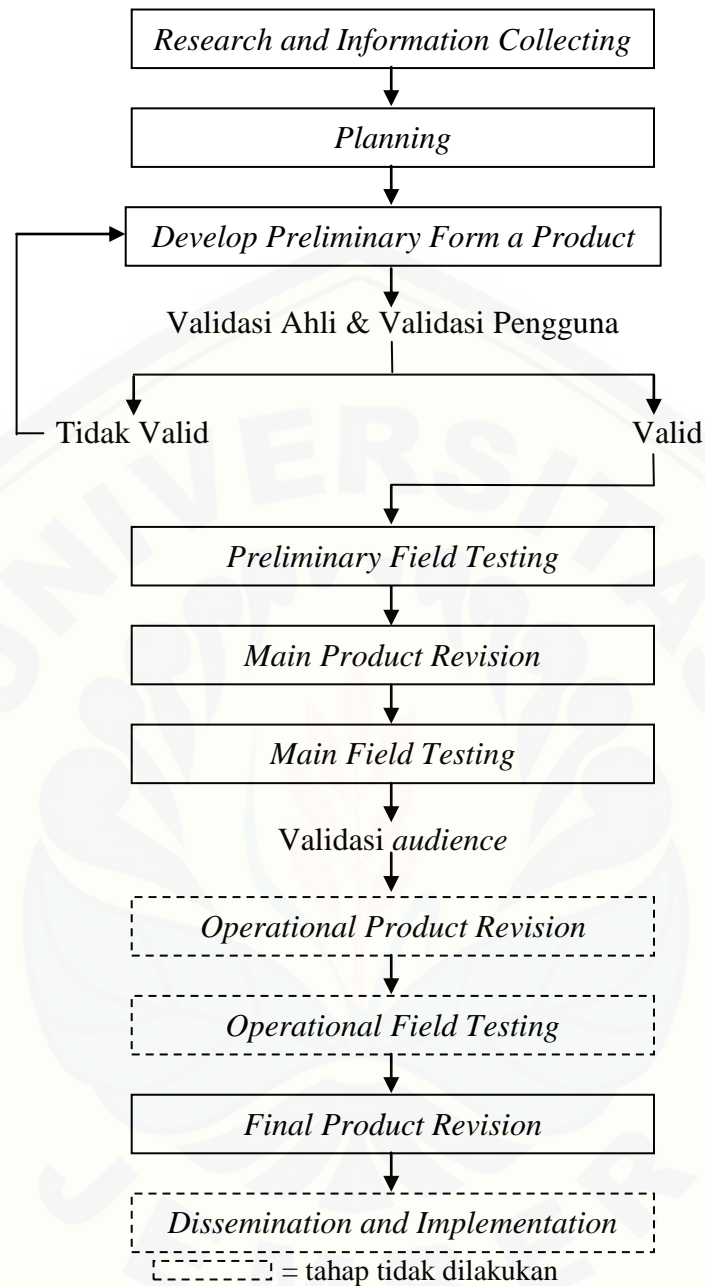 Research and Information Collecting
Planning
Develop Preliminary Form a Product
Validasi Ahli & Validasi Pengguna
Tidak Valid
Valid
Preliminary Field Testing
Main Product Revision
Main Field Testing
Validasi audience
Operational Product Revision
Operational Field Testing
Final Product Revision
Dissemination and Implementation
= tahap tidak dilakukan
UNIVERSITAS
JEMBER